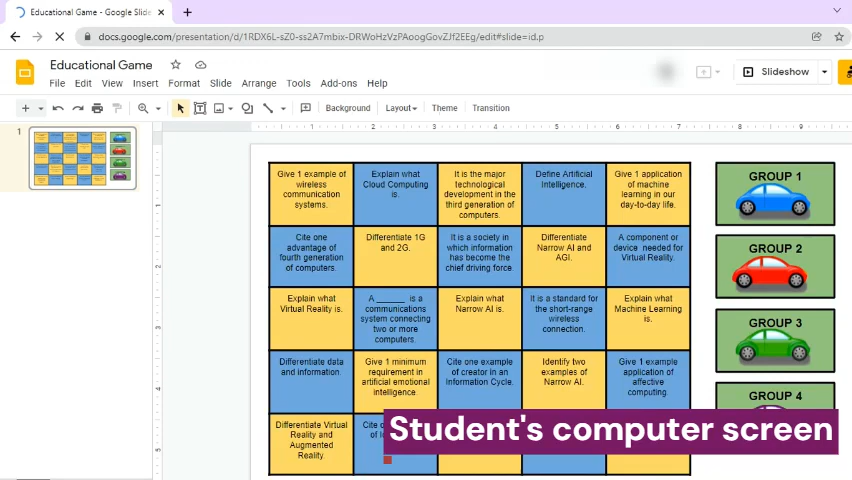 Educational Game - Google Slide
docs.google.com/presentation/d/1RDX6L-sZ0-ss2A7mbix-DRWoHzVzPAoogGovZJf2EEg/edit#slide=id.p
Educational Game
File Edit View Insert Format Slide Arrange Tools Add-ons Help
Slideshow
Background Layout Theme Transition
1 2 3 4 5 6 7 8 9
1
Give 1 example of
wireless
communication
systems.
Explain what
Cloud Computing
is.
It is the major
technological
development in the
third generation of
computers.
Define Artificial
Intelligence.
Give 1 application
of machine
learning in our
day-to-day life.
GROUP 1
Cite one
advantage of
fourth generation
of computers.
Differentiate 1G
and 2G.
It is a society in
which information
has become the
chief driving force
Differentiate
Narrow AI and
AGI.
A component or
device needed for
Virtual Reality.
GROUP 2
Explain what
Virtual Reality is.
A ______ is a
communications
system connecting
two or more
computers.
Explain what
Narrow AI is.
It is a standard for
the short-range
wireless
connection.
Explain what
Machine Learning
is.
GROUP 3
Differentiate data
and information.
Give 1 minimum
requirement in
artificial emotional
intelligence.
Cite one example
of creator in an
Information Cycle.
Identify two
examples of
Narrow AI.
Give 1 example
application of
affective
computing.
GROUP 4
Differentiate Virtual
Reality and
Augmented
Reality.
Student's computer screen